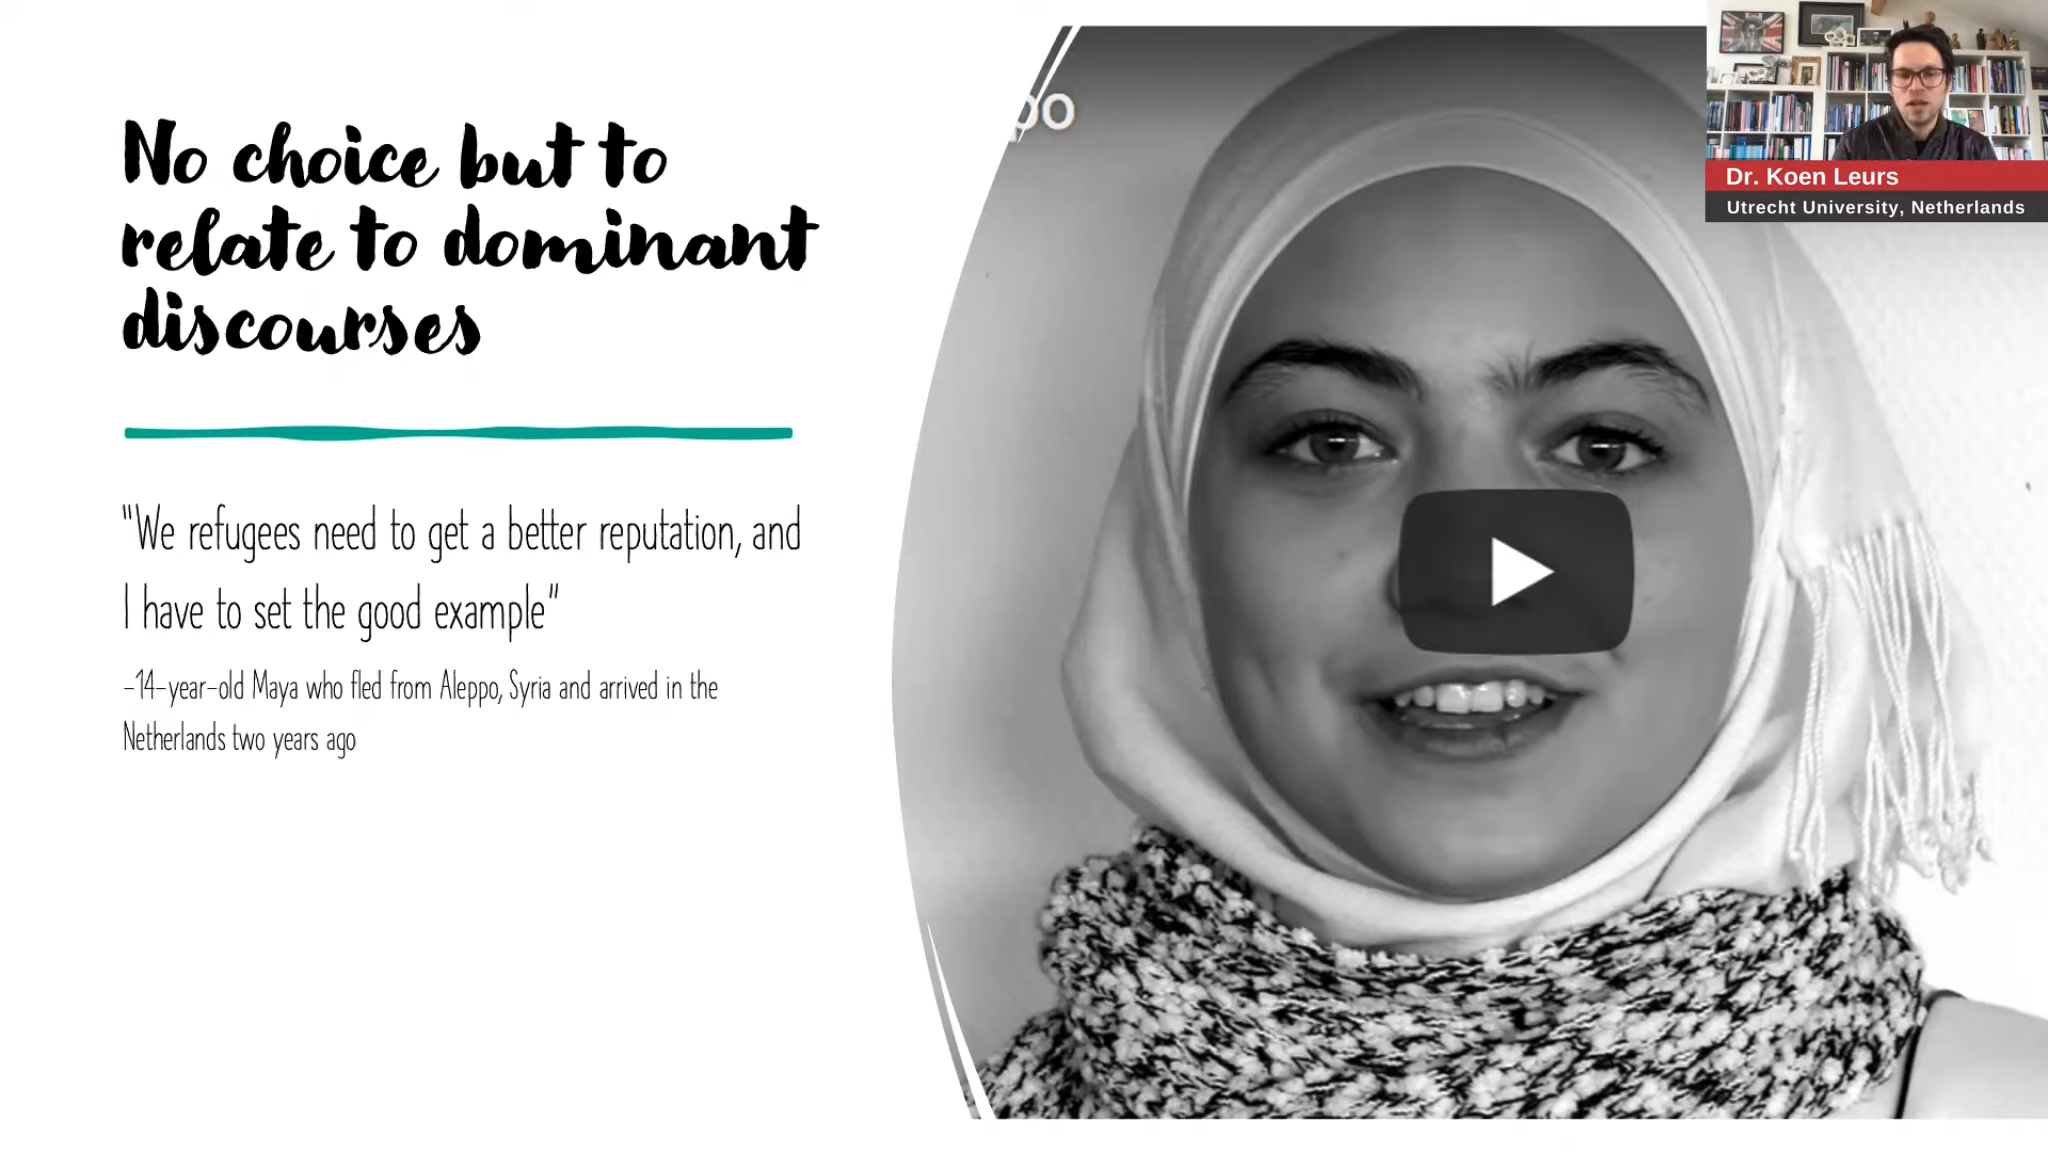 No choice but to
relate to dominant
discourses
"We refugees need to get a better reputation, and
I have to set the good example"
-14-year-old Maya who fled from Aleppo, Syria and arrived in the
Netherlands two years ago
po
Dr. Koen Leurs
Utrecht University, Netherlands